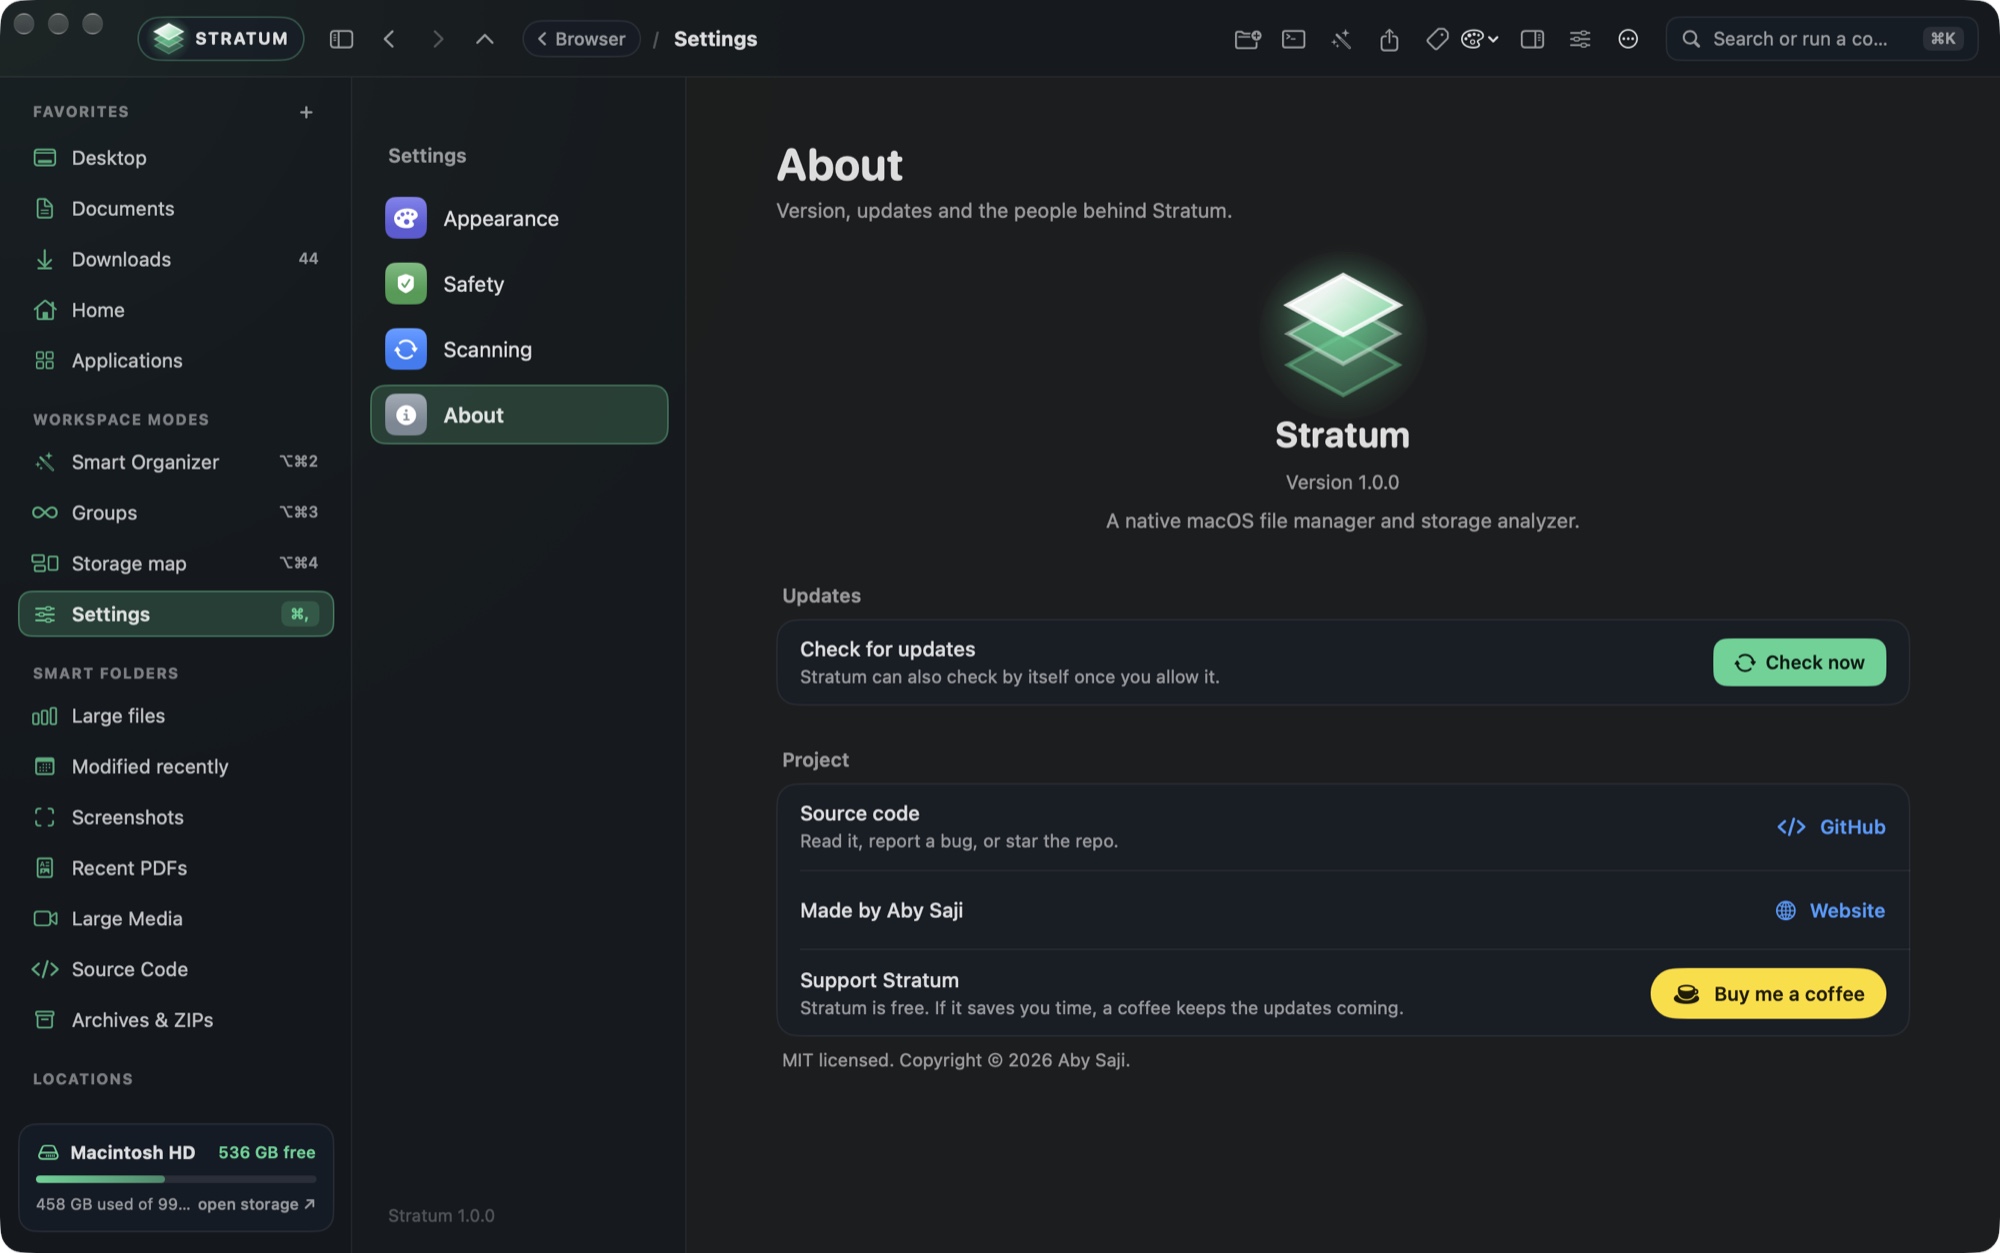 STRATUM
Browser / Settings
Search or run a co... ⌘K
FAVORITES +
Desktop
Documents
Downloads 44
Home
Applications
WORKSPACE MODES
Smart Organizer ⌥⌘2
Groups ⌥⌘3
Storage map ⌥⌘4
Settings ⌘,
SMART FOLDERS
Large files
Modified recently
Screenshots
Recent PDFs
Large Media
Source Code
Archives & ZIPs
LOCATIONS
Macintosh HD 536 GB free
458 GB used of 99... open storage ↗
Settings
Appearance
Safety
Scanning
About
Stratum 1.0.0
About
Version, updates and the people behind Stratum.
Stratum
Version 1.0.0
A native macOS file manager and storage analyzer.
Updates
Check for updates
Stratum can also check by itself once you allow it.
Check now
Project
Source code
Read it, report a bug, or star the repo.
GitHub
Made by Aby Saji
Website
Support Stratum
Stratum is free. If it saves you time, a coffee keeps the updates coming.
Buy me a coffee
MIT licensed. Copyright © 2026 Aby Saji.